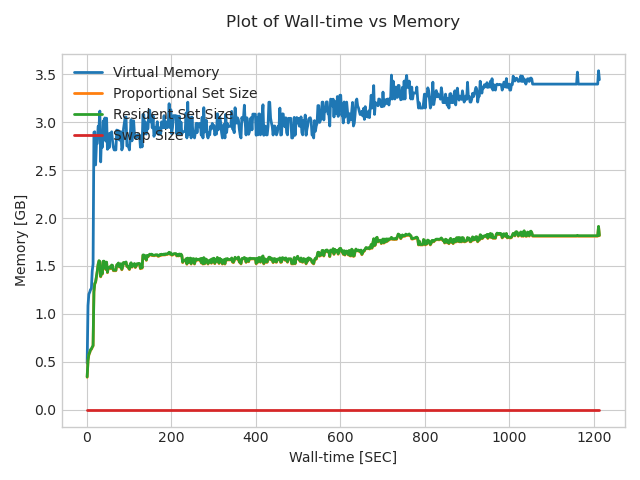 Plot of Wall-time vs Memory
Virtual Memory
Proportional Set Size
Resident Set Size
Swap Size
Memory [GB]
3.5
3.0
2.5
2.0
1.5
1.0
0.5
0.0
0 200 400 600 800 1000 1200
Wall-time [SEC]